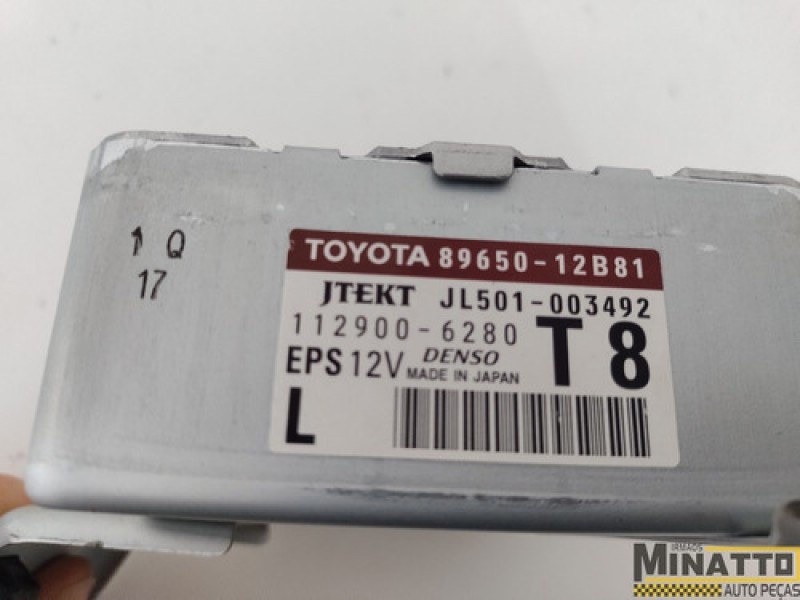 ↑ Q
17
TOYOTA 89650-12B81
JTEKT JL501-003492
112900-6280 T8
EPS 12V DENSO
MADE IN JAPAN
L
IRMÃOS
MINATTO
AUTO PEÇAS